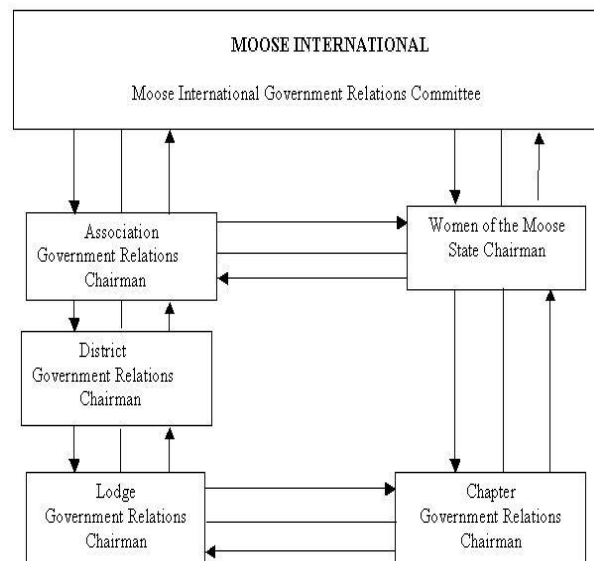 MOOSE INTERNATIONAL
Moose International Government Relations Committee
Association
Government Relations
Chairman
Women of the Moose
State Chairman
District
Government Relations
Chairman
Lodge
Government Relations
Chairman
Chapter
Government Relations
Chairman